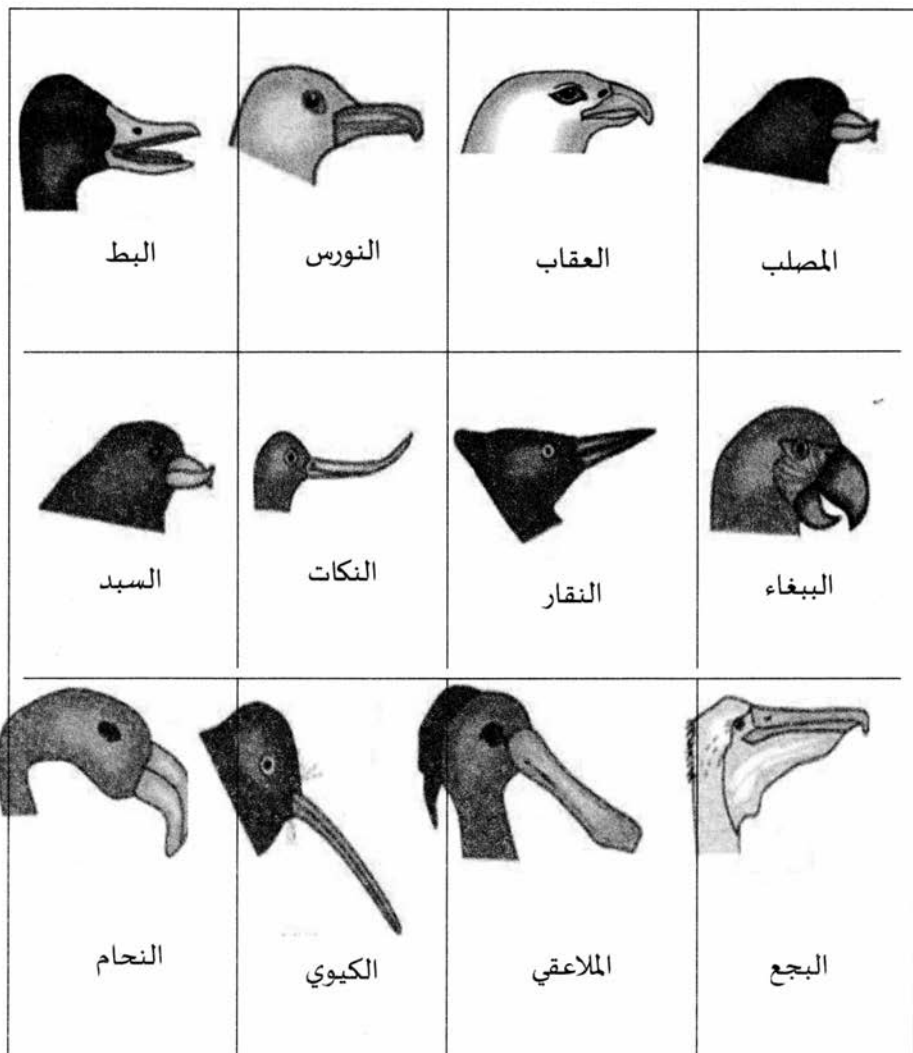 المصلب
العقاب
النورس
البط
الببغاء
النقار
النكات
السبد
البجع
الملاعقي
الكيوي
النحام